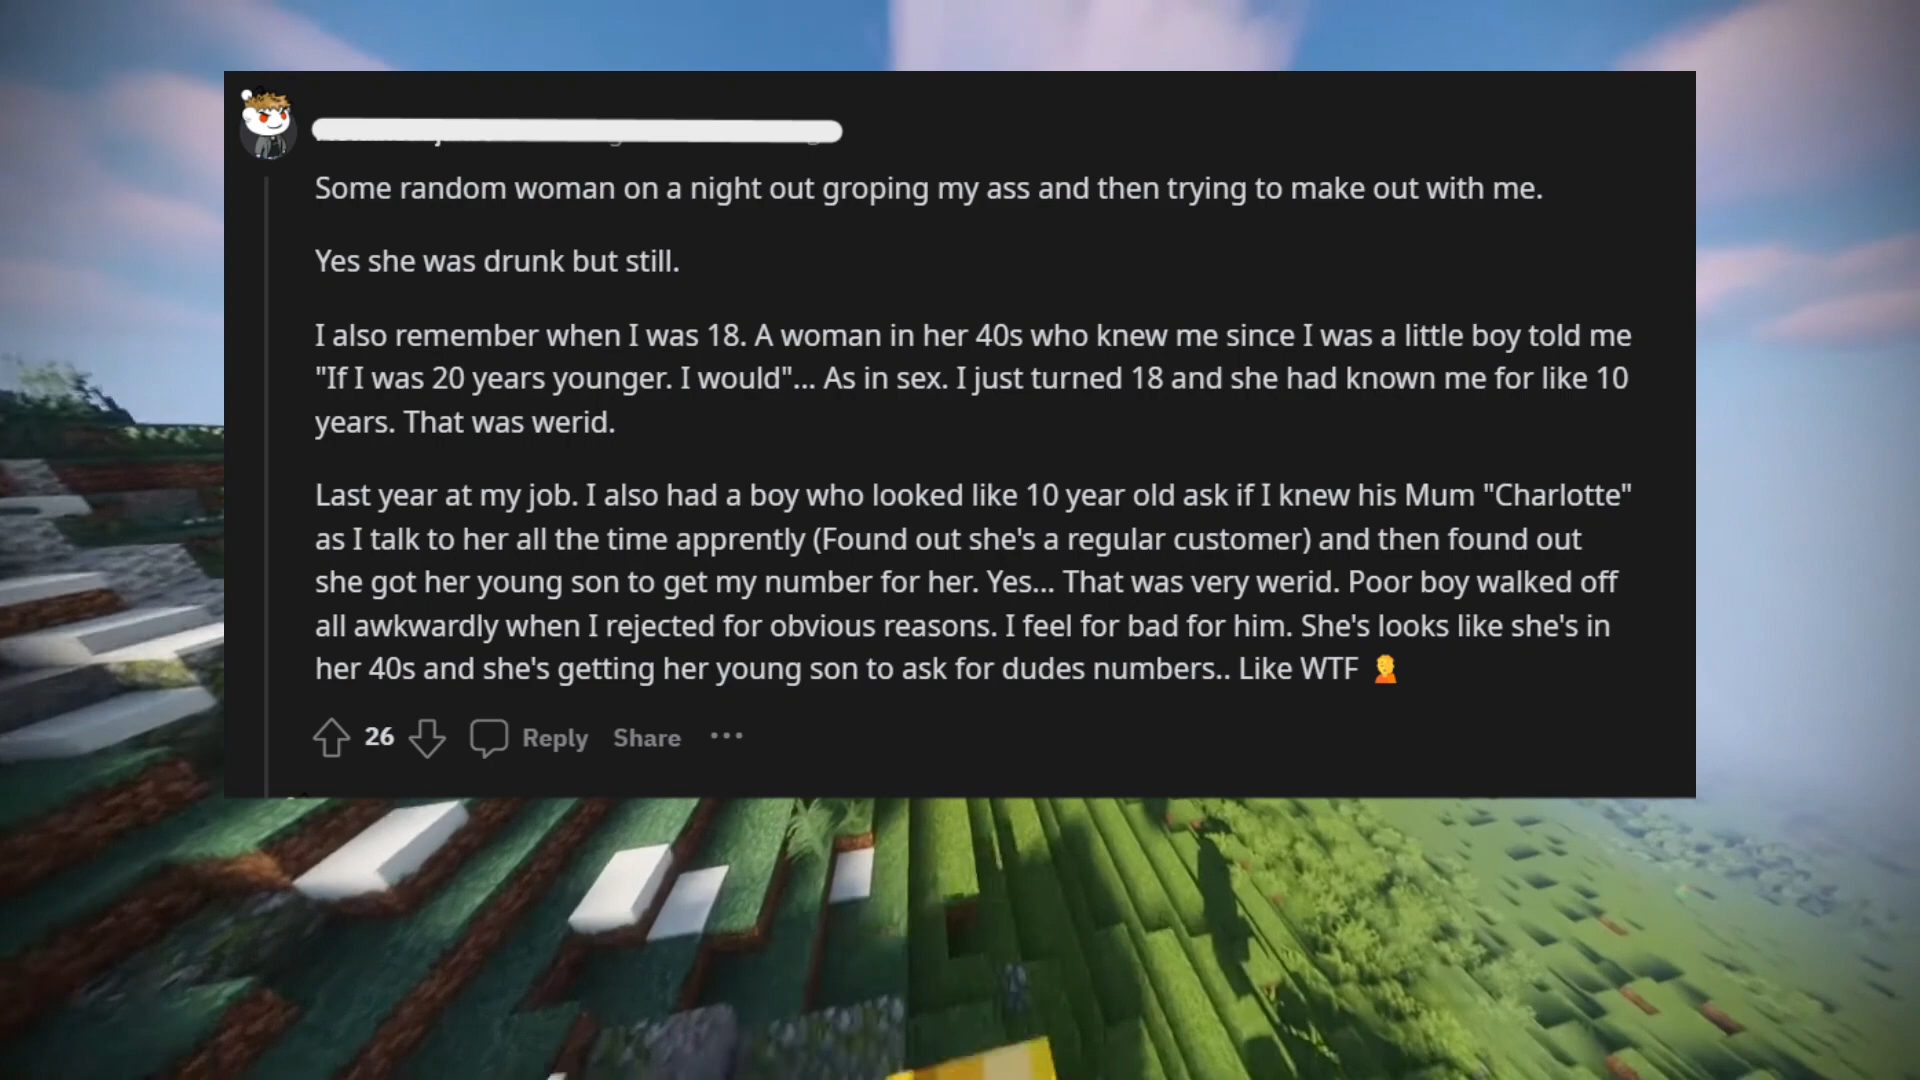 Some random woman on a night out groping my ass and then trying to make out with me.
Yes she was drunk but still.
I also remember when I was 18. A woman in her 40s who knew me since I was a little boy told me
"If I was 20 years younger. I would"... As in sex. I just turned 18 and she had known me for like 10
years. That was werid.
Last year at my job. I also had a boy who looked like 10 year old ask if I knew his Mum "Charlotte"
as I talk to her all the time apprently (Found out she's a regular customer) and then found out
she got her young son to get my number for her. Yes... That was very werid. Poor boy walked off
all awkwardly when I rejected for obvious reasons. I feel for bad for him. She's looks like she's in
her 40s and she's getting her young son to ask for dudes numbers.. Like WTF 🤦
26 Reply Share ...